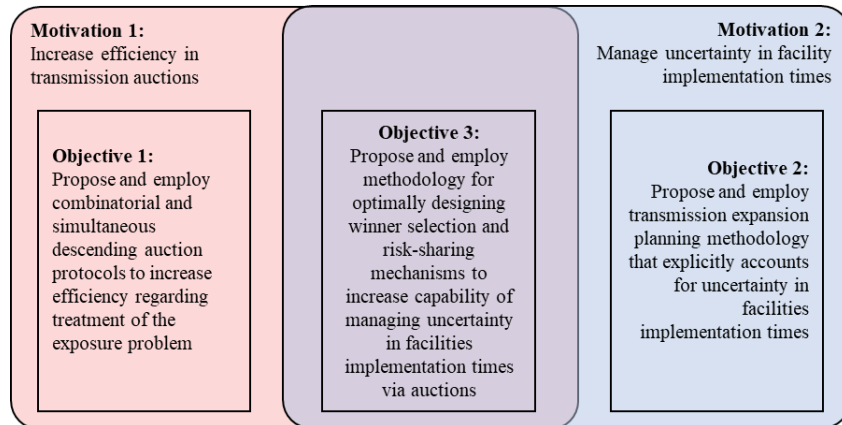 Motivation 1:
Increase efficiency in
transmission auctions
Objective 1:
Propose and employ
combinatorial and
simultaneous
descending auction
protocols to increase
efficiency regarding
treatment of the
exposure problem
Objective 3:
Propose and employ
methodology for
optimally designing
winner selection and
risk-sharing
mechanisms to
increase capability of
managing uncertainty
in facilities
implementation times
via auctions
Motivation 2:
Manage uncertainty in facility
implementation times
Objective 2:
Propose and employ
transmission expansion
planning methodology
that explicitly accounts
for uncertainty in
facilities
implementation times